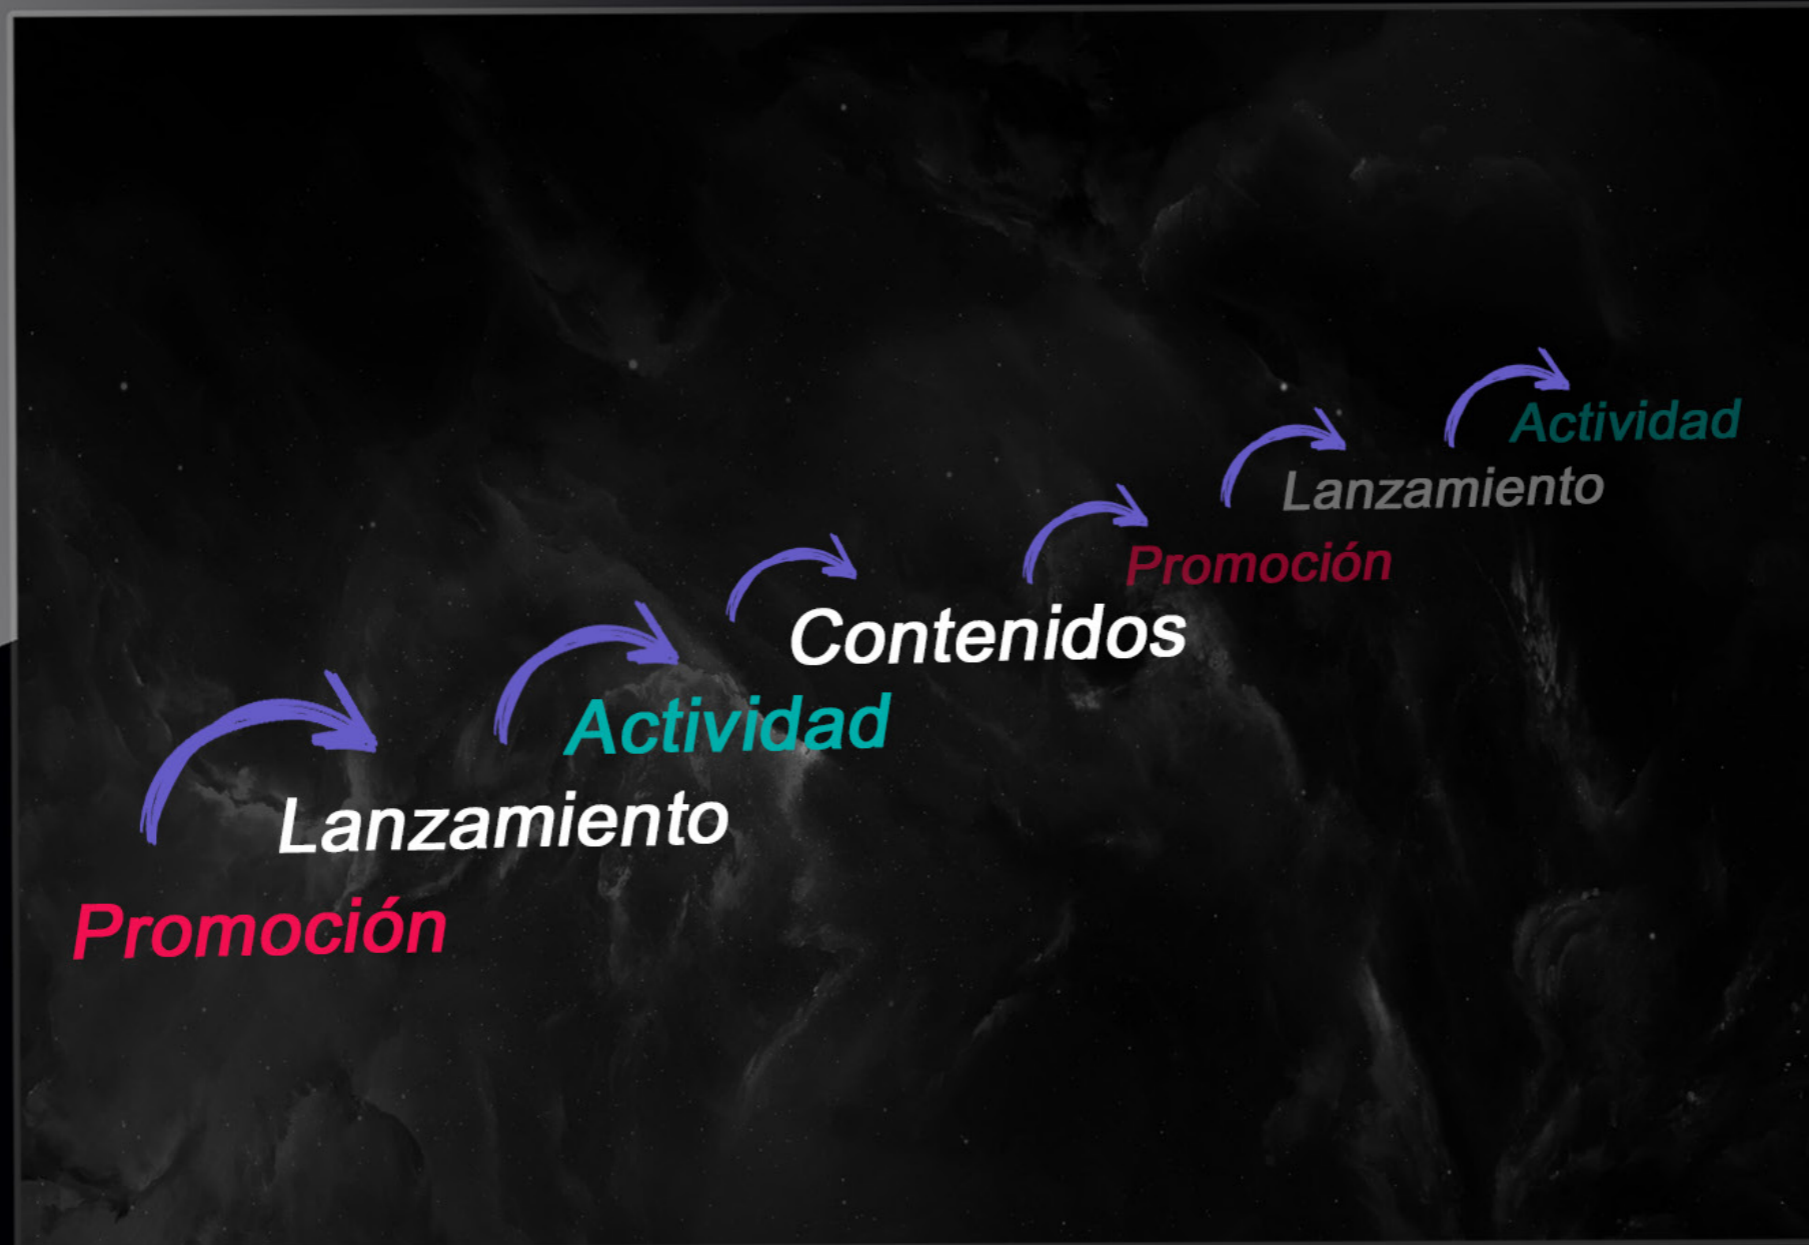 Promoción
Lanzamiento
Actividad
Contenidos
Promoción
Lanzamiento
Actividad